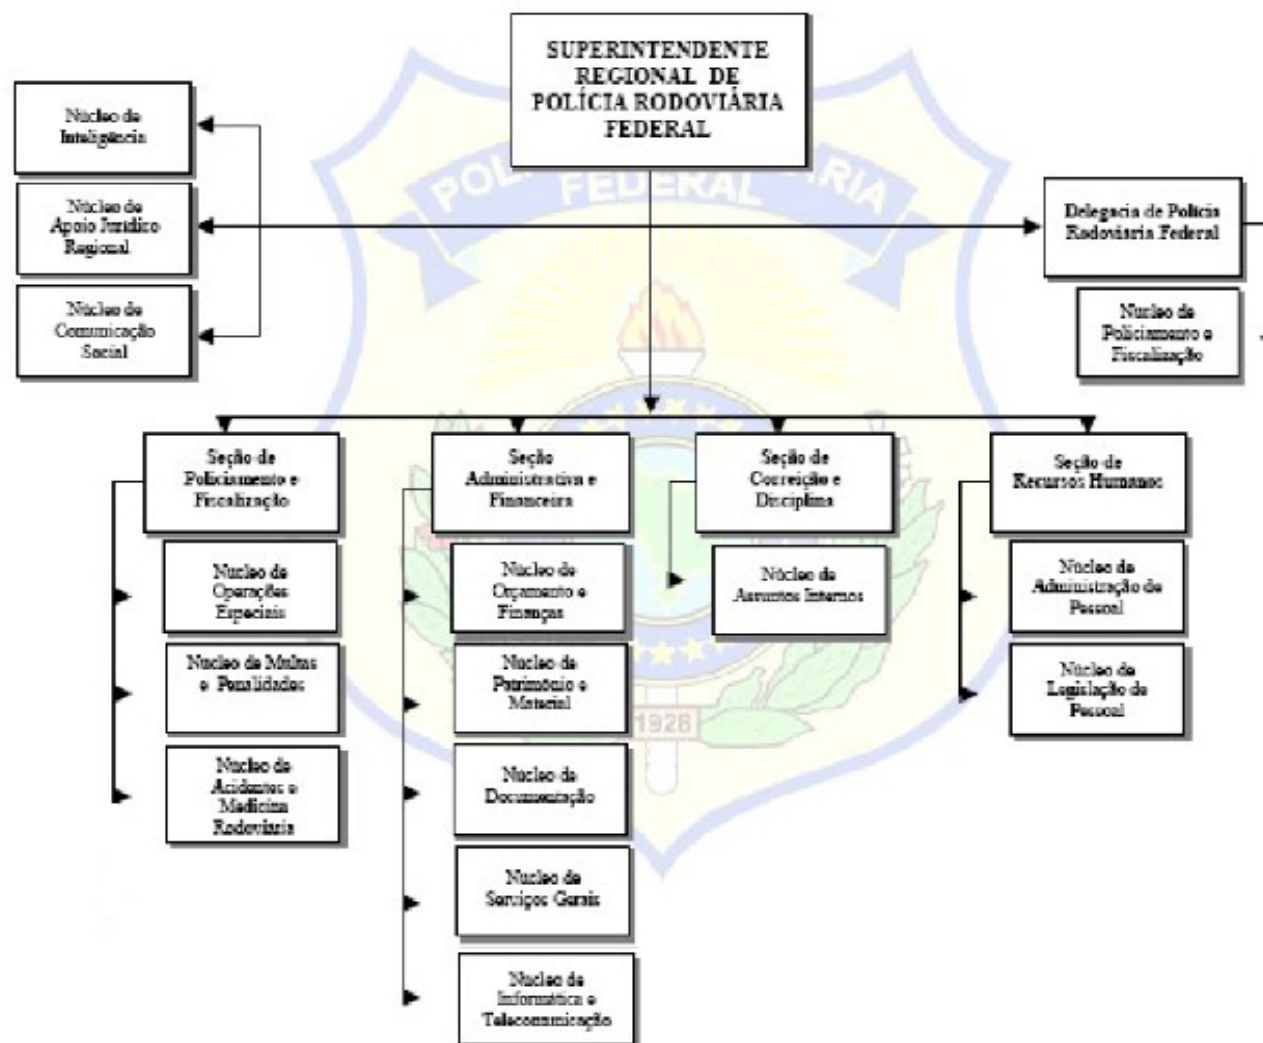 SUPERINTENDENTE
REGIONAL DE
POLÍCIA RODOVIÁRIA
FEDERAL
Núcleo de
Inteligência
Núcleo de
Apoio Jurídico
Regional
Núcleo de
Comunicação
Social
Delegacia de Polícia
Rodoviária Federal
Núcleo de
Policiamento e
Fiscalização
FEDERAL
Seção de
Policiamento e
Fiscalização
Núcleo de
Operações
Especiais
Núcleo de Multas
e Penalidades
Núcleo de
Acidentes e
Medicina
Rodoviária
Seção
Administrativa e
Financeira
Núcleo de
Orçamento e
Finanças
Núcleo de
Patrimônio e
Material
Núcleo de
Documentação
Núcleo de
Serviços Gerais
Núcleo de
Informática e
Telecomunicação
Seção de
Correição e
Disciplina
Núcleo de
Assuntos Internos
Seção de
Recursos Humanos
Núcleo de
Administração de
Pessoal
Núcleo de
Legislação de
Pessoal
1928